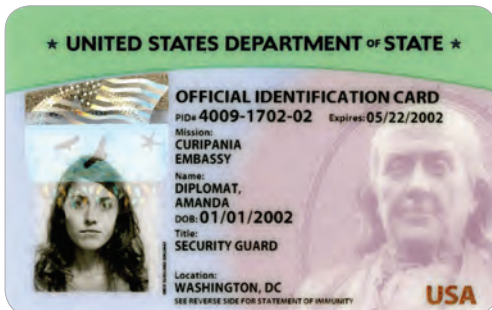 ★ UNITED STATES DEPARTMENT OF STATE ★
OFFICIAL IDENTIFICATION CARD
PID# 4009-1702-02 Expires: 05/22/2002
Mission:
CURIPANIA
EMBASSY
Name:
DIPLOMAT,
AMANDA
DOB: 01/01/2002
Title:
SECURITY GUARD
Location:
WASHINGTON, DC
SEE REVERSE SIDE FOR STATEMENT OF IMMUNITY
USA